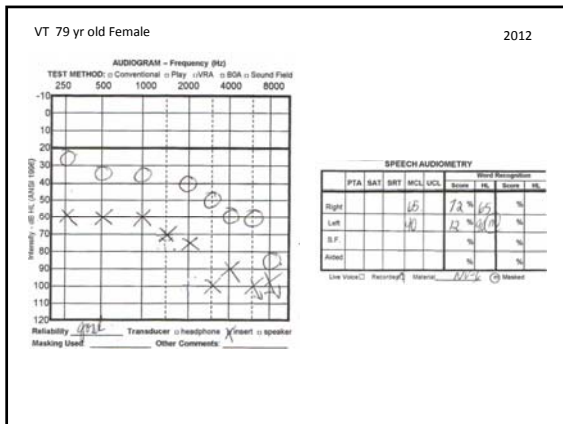 VT 79 yr old Female
2012
AUDIOGRAM – Frequency (Hz)
TEST METHOD: □ Conventional □ Play □ VRA □ BOA □ Sound Field
250 500 1000 2000 4000 8000
-10
0
10
20
30
40
50
60
70
80
90
100
110
120
Intensity - dB HL (ANSI 1996)
Reliability good Transducer □ headphone X insert □ speaker
Masking Used Other Comments:
SPEECH AUDIOMETRY
Word Recognition
PTA SAT SRT MCL UCL Score HL Score HL
Right 65 72 % 65 %
Left 12 % %
S.F. % %
Aided % %
Live Voice □ Recorded Material NU-6 M Masked